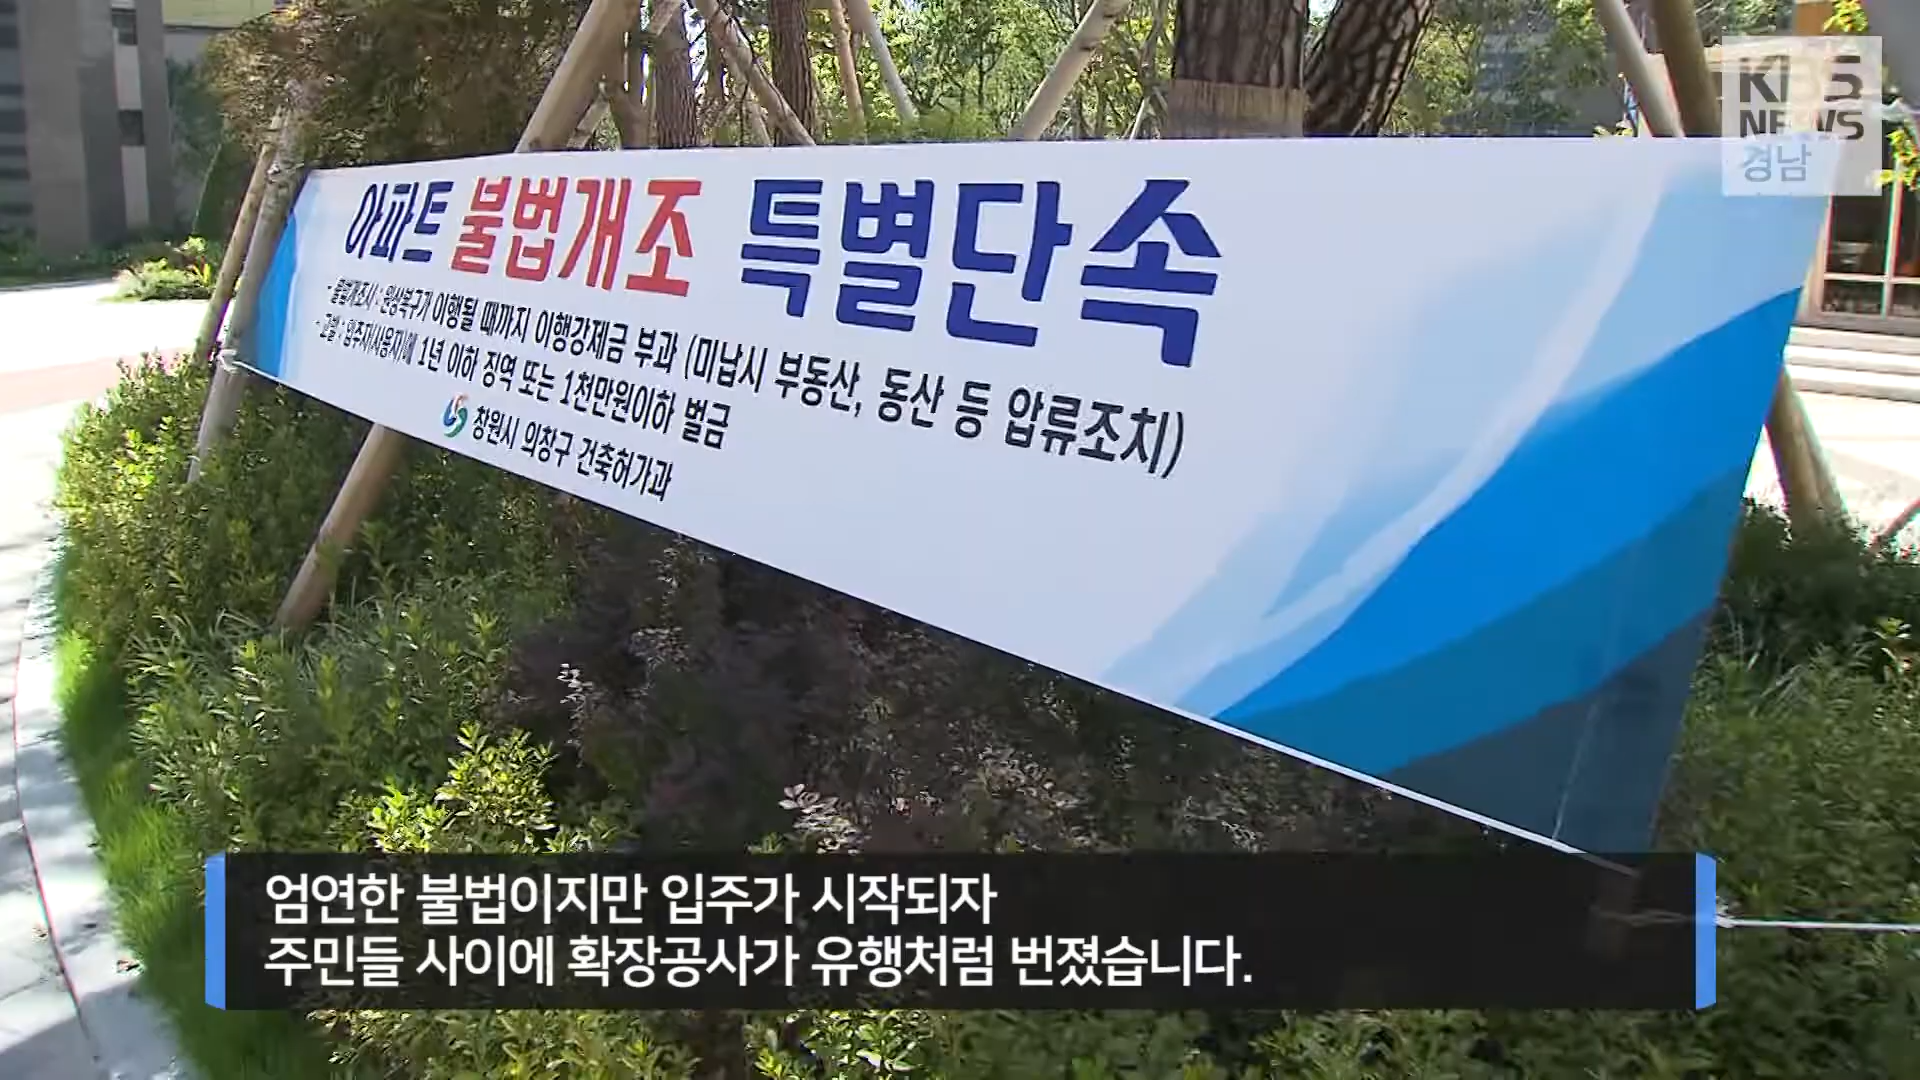 KBS
NEWS
경남
아파트 불법개조 특별단속
- 불법개조시 : 원상복구가 이행될 때까지 이행강제금 부과 (미납시 부동산, 동산 등 압류조치)
- 고발 : 입주자(사용자)에 1년 이하 징역 또는 1천만원이하 벌금
창원시 의창구 건축허가과
엄연한 불법이지만 입주가 시작되자
주민들 사이에 확장공사가 유행처럼 번졌습니다.